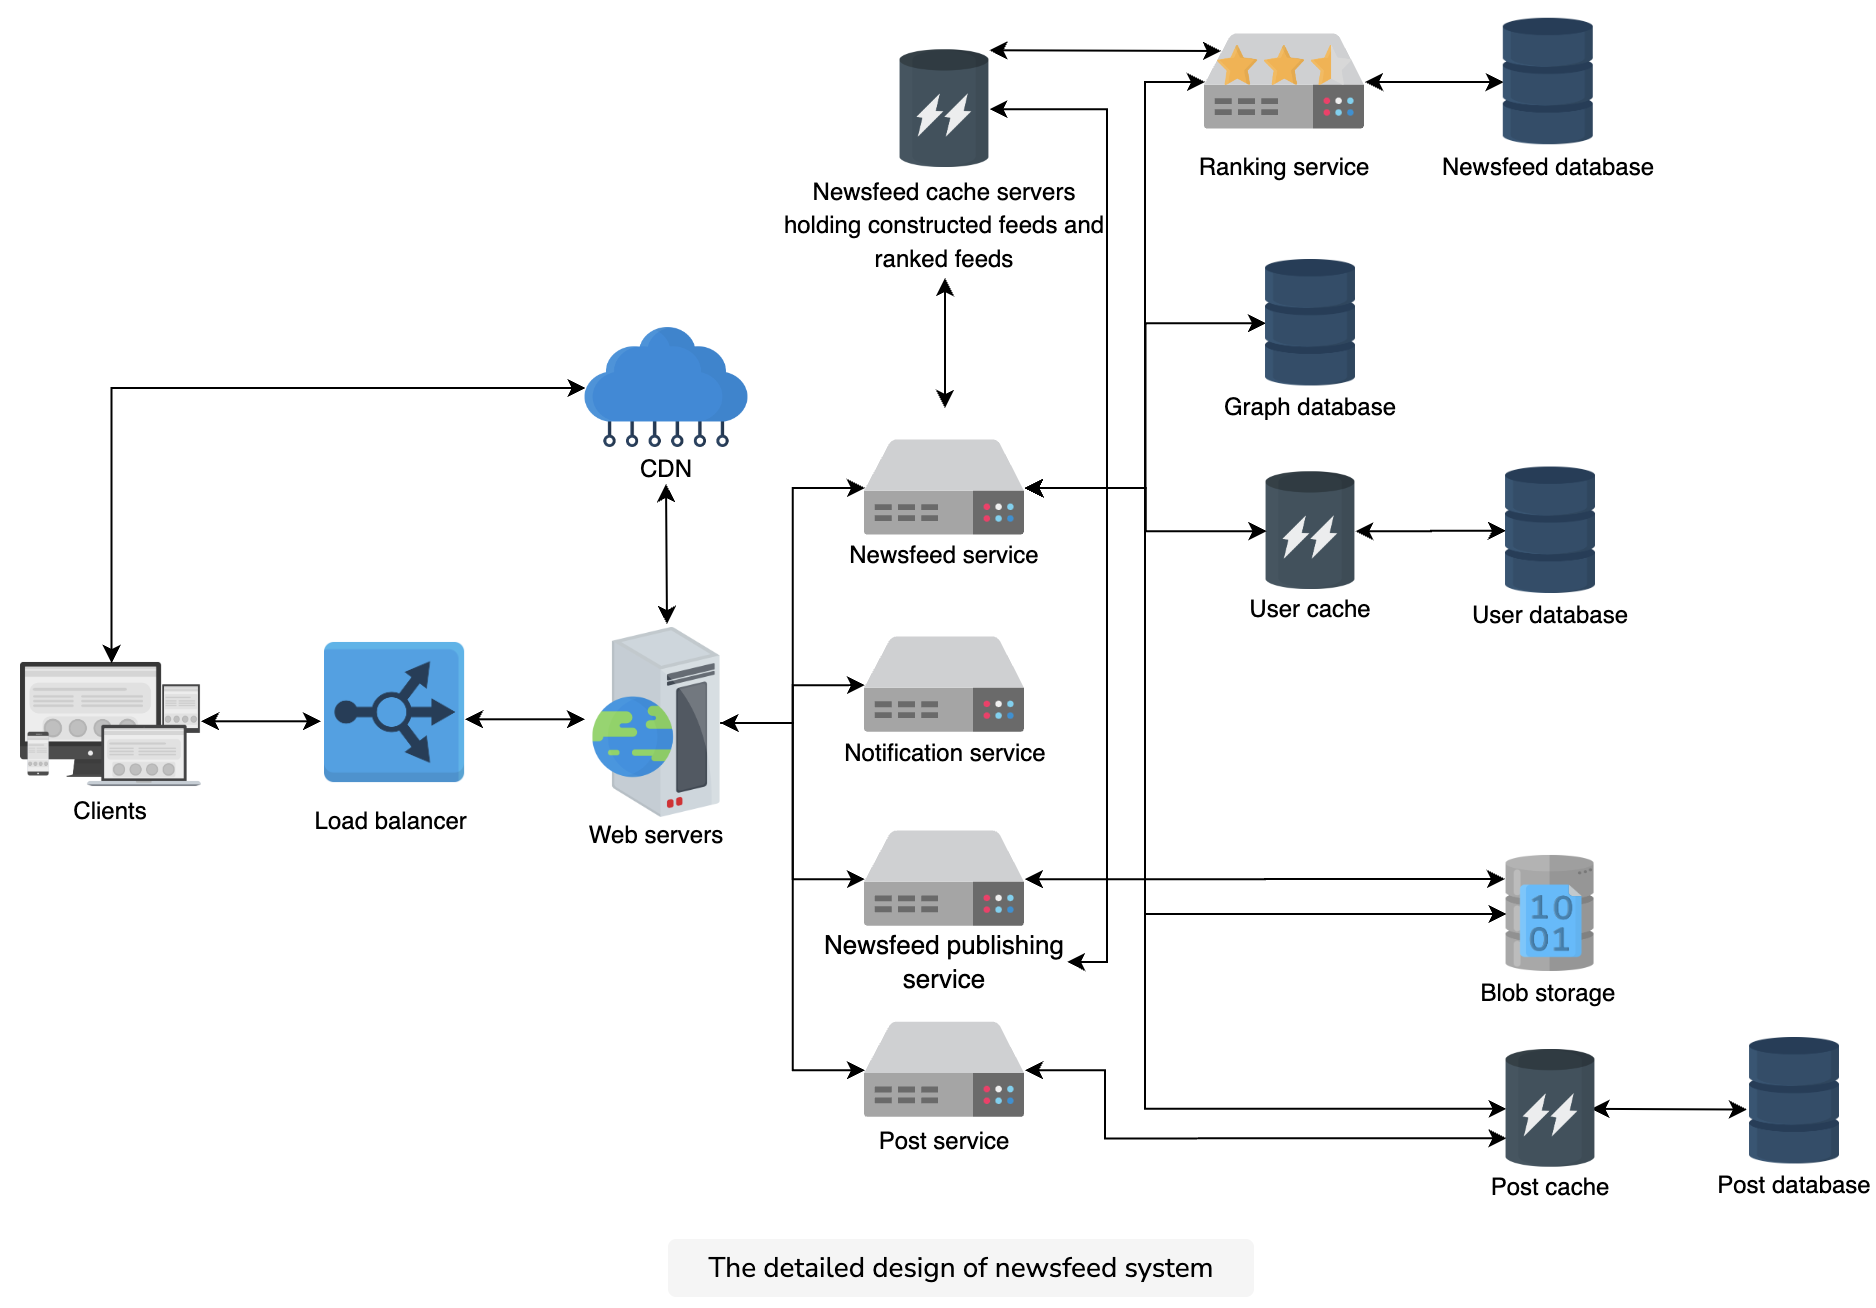 Ranking service
Newsfeed database
Newsfeed cache servers
holding constructed feeds and
ranked feeds
Graph database
CDN
Newsfeed service
User cache
User database
Notification service
Clients
Load balancer
Web servers
Newsfeed publishing
service
10
01
Blob storage
Post service
Post cache
Post database
The detailed design of newsfeed system